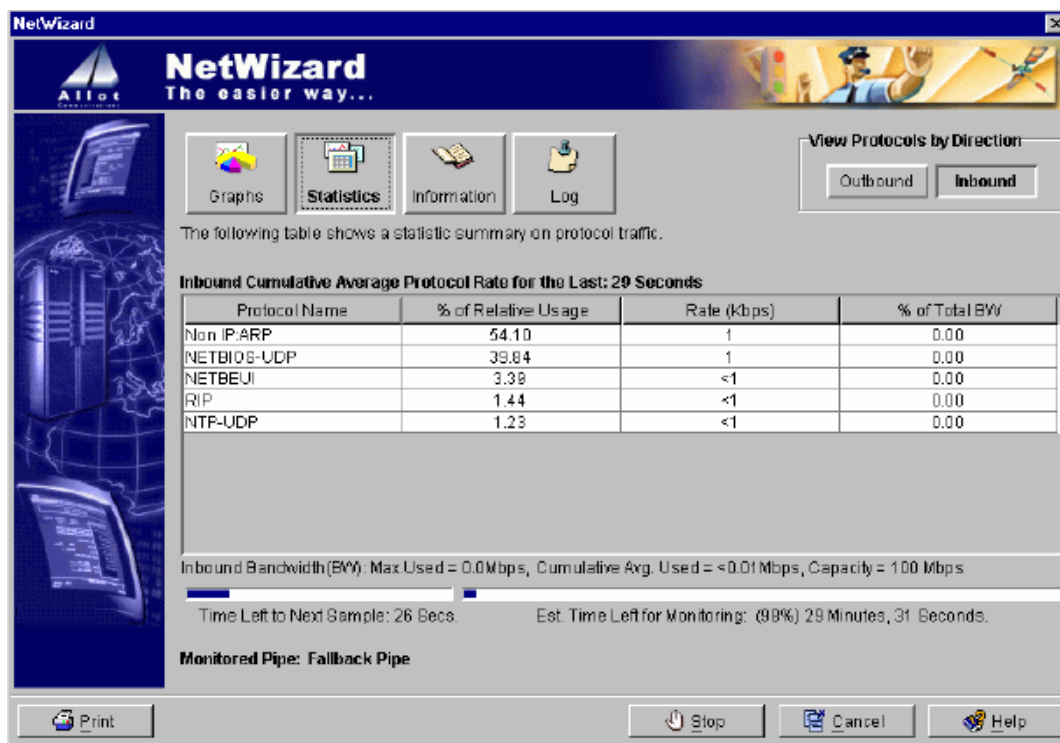 NetWizard
Allot
Communications
NetWizard
The easier way...
Graphs
Statistics
Information
Log
View Protocols by Direction
Outbound
Inbound
The following table shows a statistic summary on protocol traffic.
Inbound Cumulative Average Protocol Rate for the Last: 29 Seconds
Protocol Name % of Relative Usage Rate (Kbps) % of Total BW
Non IP:ARP 54.10 1 0.00
NETBIOS-UDP 39.84 1 0.00
NETBEUI 3.39 <1 0.00
RIP 1.44 <1 0.00
NTP-UDP 1.23 <1 0.00
Inbound Bandwidth(BW): Max.Used = 0.0Mbps, Cumulative Avg. Used = <0.01Mbps, Capacity = 100 Mbps
Time Left to Next Sample: 26 Secs.
Est. Time Left for Monitoring: (98%) 29 Minutes, 31 Seconds.
Monitored Pipe: Fallback Pipe
Print
Stop
Cancel
Help